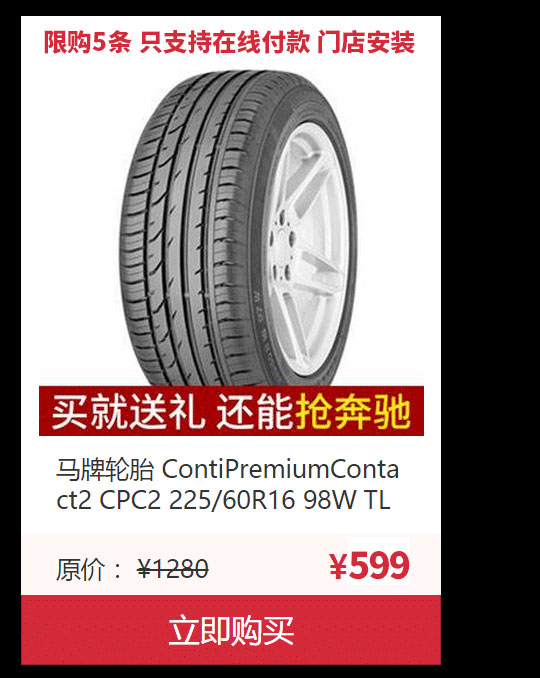 限购5条 只支持在线付款 门店安装
买就送礼 还能抢奔驰
马牌轮胎 ContiPremiumConta
ct2 CPC2 225/60R16 98W TL
原价： ¥1280
¥599
立即购买